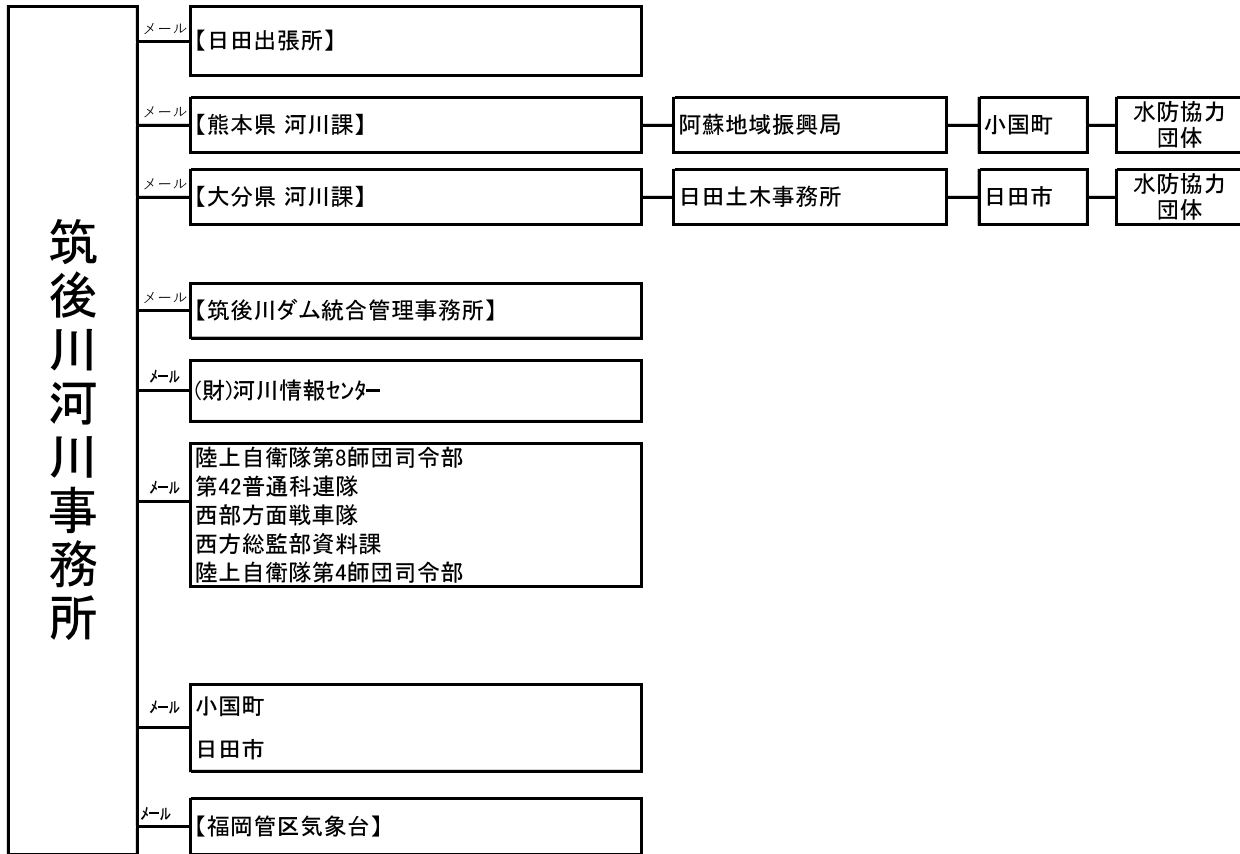 筑後川河川事務所
メール
【日田出張所】
メール
【熊本県 河川課】
阿蘇地域振興局
小国町
水防協力
団体
メール
【大分県 河川課】
日田土木事務所
日田市
水防協力
団体
メール
【筑後川ダム統合管理事務所】
メール
(財)河川情報センター
メール
陸上自衛隊第8師団司令部
第42普通科連隊
西部方面戦車隊
西方総監部資料課
陸上自衛隊第4師団司令部
メール
小国町
日田市
メール
【福岡管区気象台】